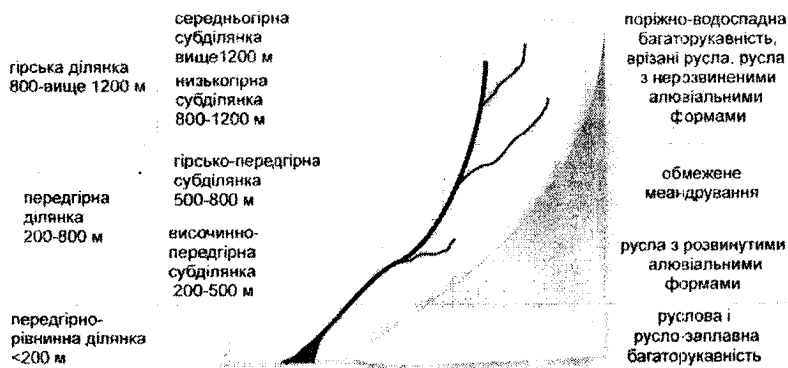 гірська ділянка
800-вище 1200 м
передгірна
ділянка
200-800 м
передгірно-
рівнинна ділянка
<200 м
середньогірна
субділянка
вище1200 м
низькогірна
субділянка
800-1200 м
гірсько-передгірна
субділянка
500-800 м
височинно-
передгірна
субділянка
200-500 м
поріжно-водоспадна
багаторукавність,
врізані русла. русла
з нерозвиненими
алювіальними
формами
обмежене
меандрування
русла з розвинутими
алювіальними
формами
руслова і
русло-заплавна
багаторукавність